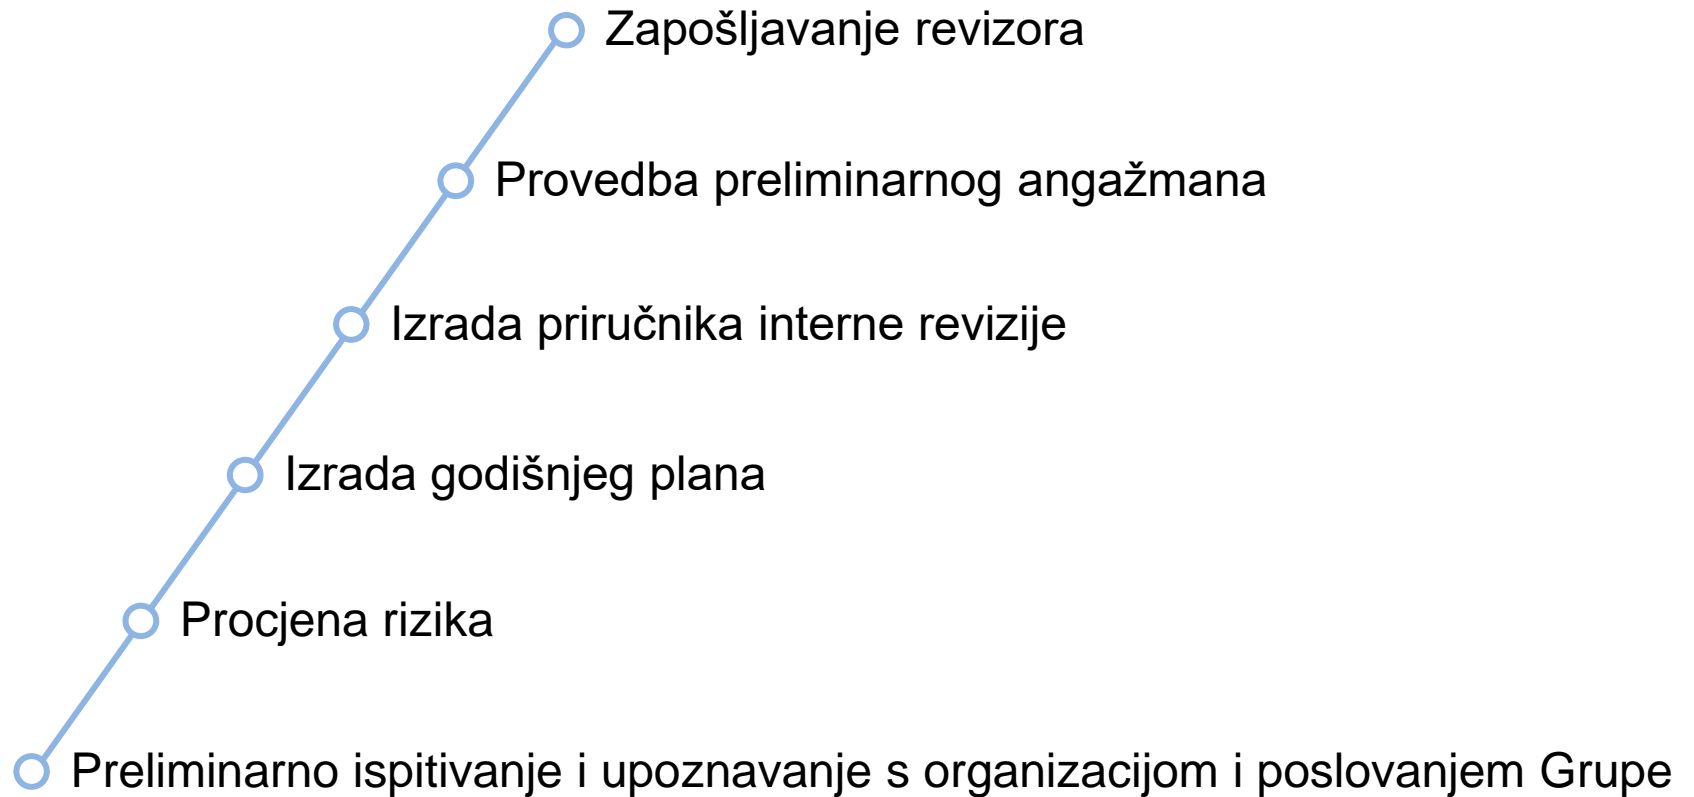 Zapošljavanje revizora
Provedba preliminarnog angažmana
Izrada priručnika interne revizije
Izrada godišnjeg plana
Procjena rizika
Preliminarno ispitivanje i upoznavanje s organizacijom i poslovanjem Grupe